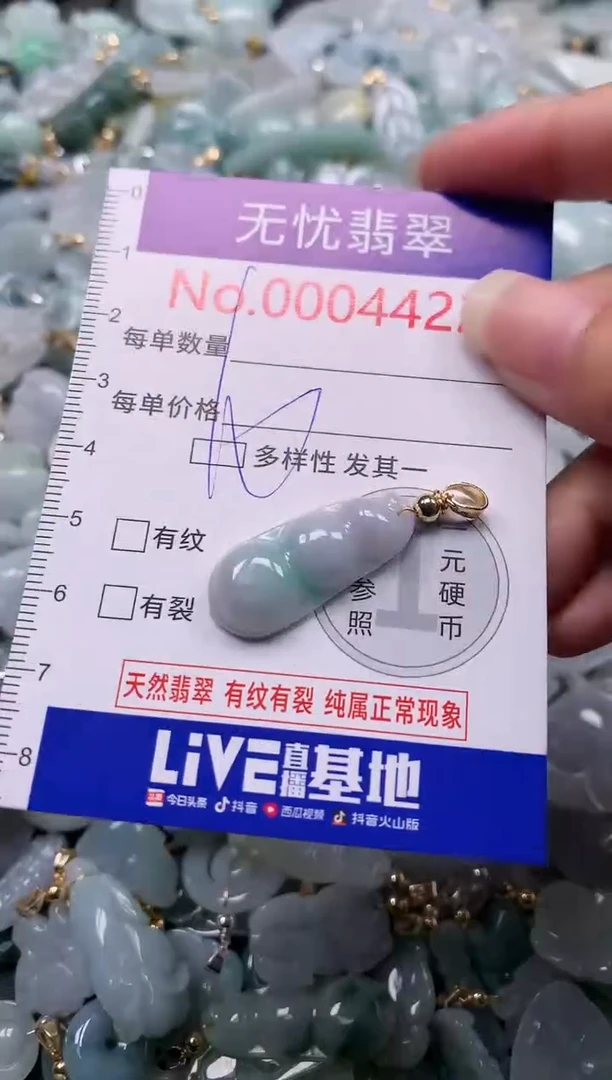 0
无忧翡翠
1
No.000442
2
每单数量
3
每单价格
4
多样性 发其一
5
有纹
元硬币
参照
1
6
有裂
7
天然翡翠 有纹有裂 纯属正常现象
8
LiVE直播基地
今日头条 抖音 西瓜视频 抖音火山版